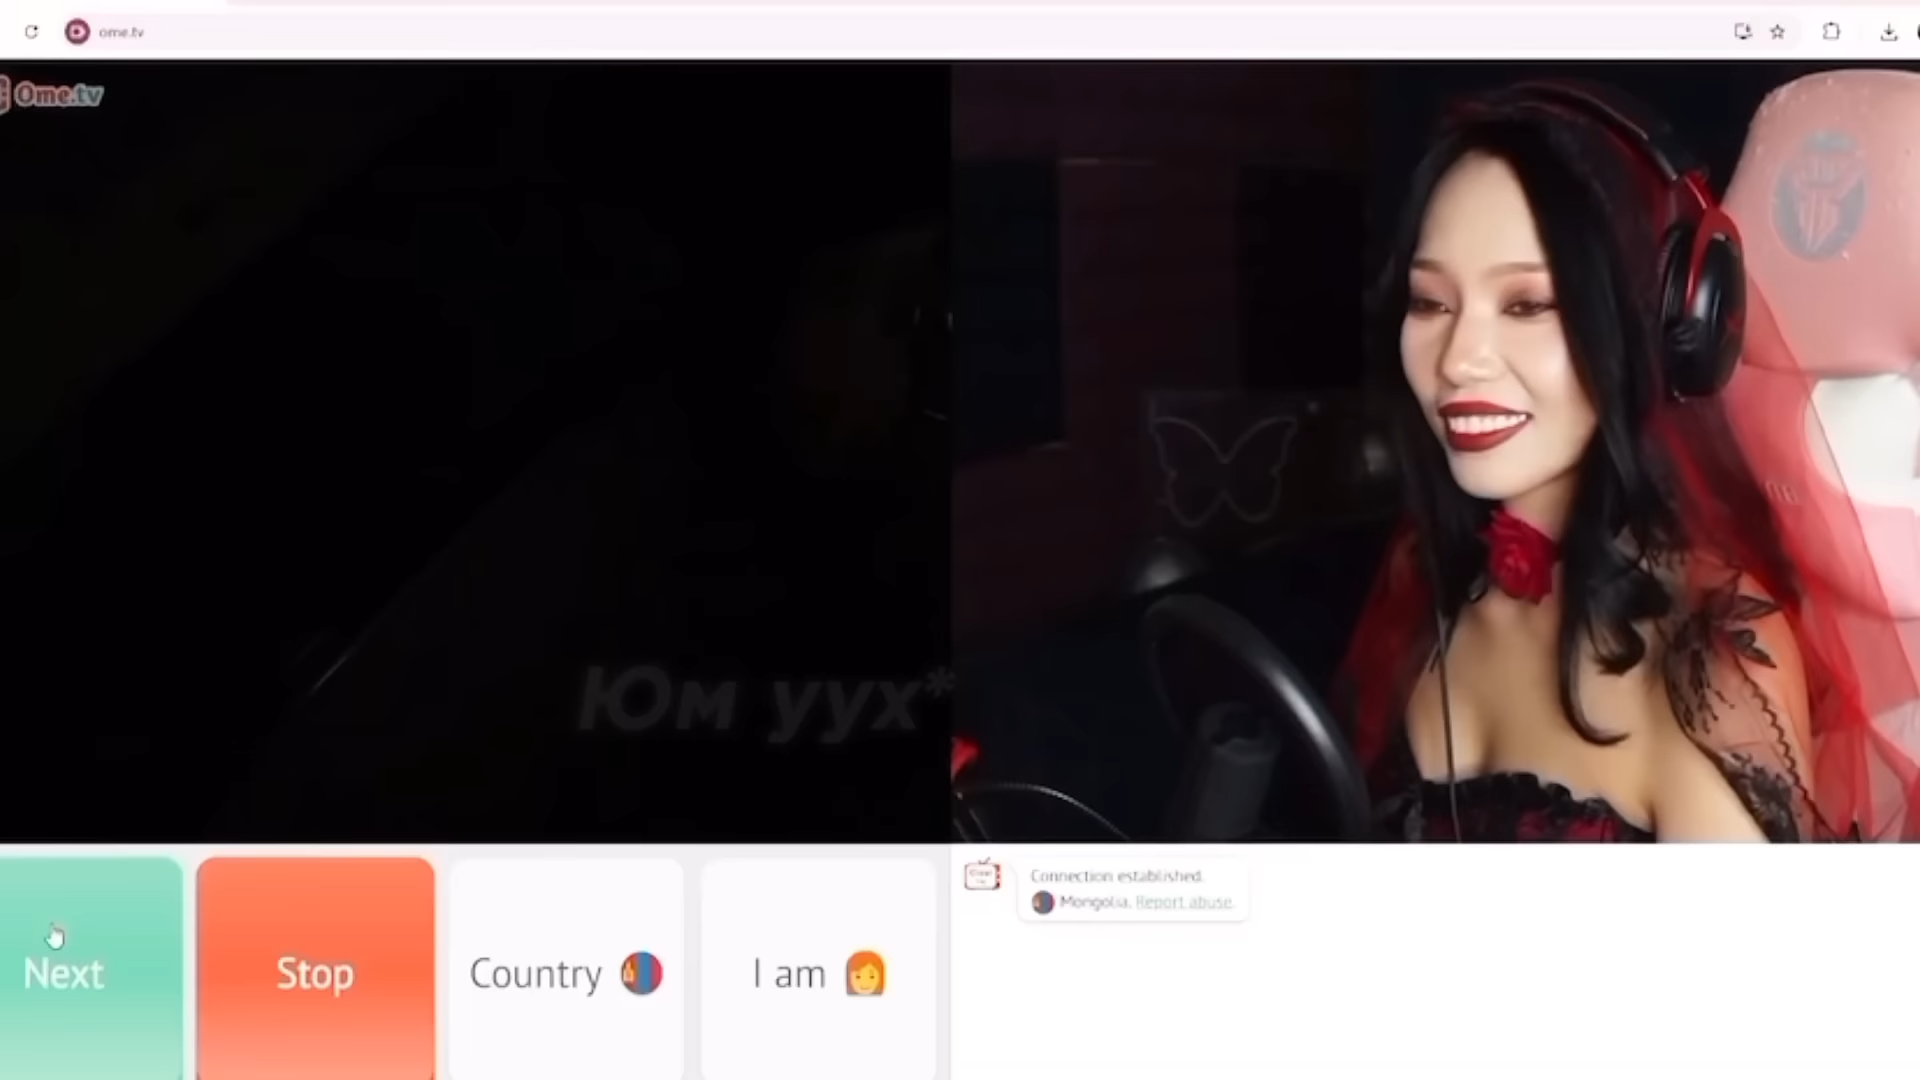 ome.tv
Ome.tv
Юм уух*
Connection established.
Mongolia. Report abuse.
Next
Stop
Country
I am